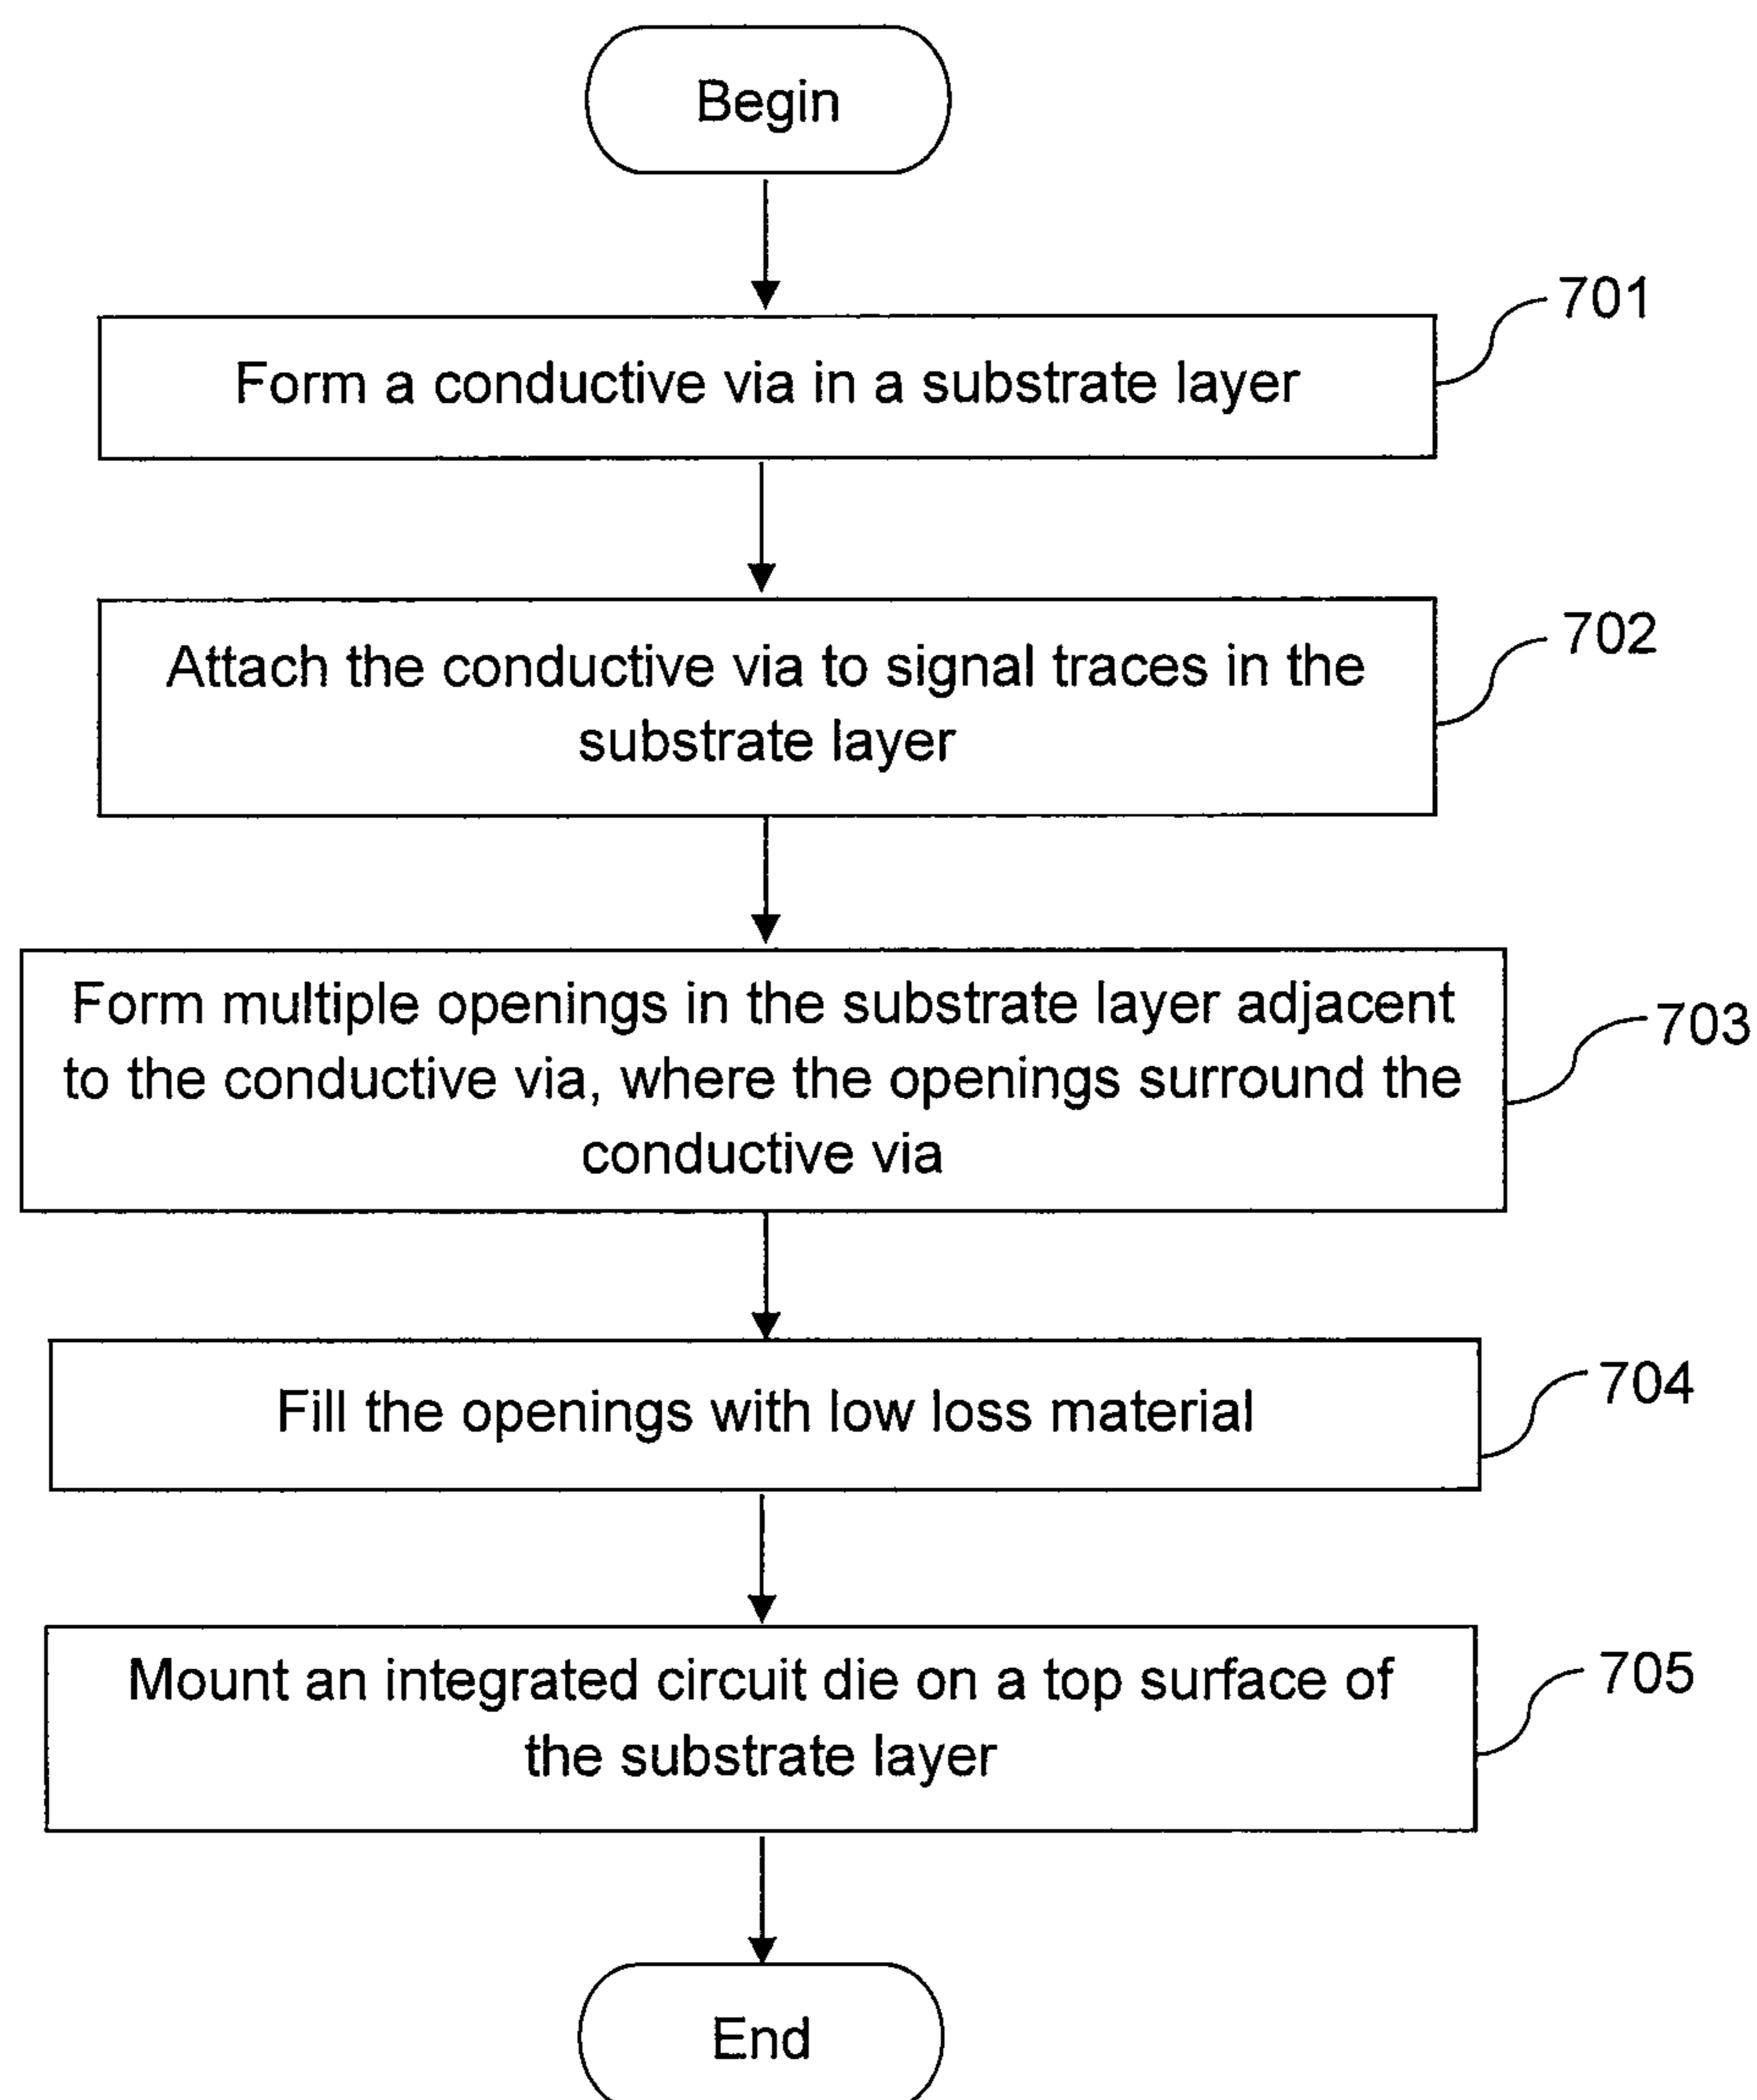 Begin
701
Form a conductive via in a substrate layer
702
Attach the conductive via to signal traces in the
substrate layer
703
Form multiple openings in the substrate layer adjacent
to the conductive via, where the openings surround the
conductive via
704
Fill the openings with low loss material
705
Mount an integrated circuit die on a top surface of
the substrate layer
End